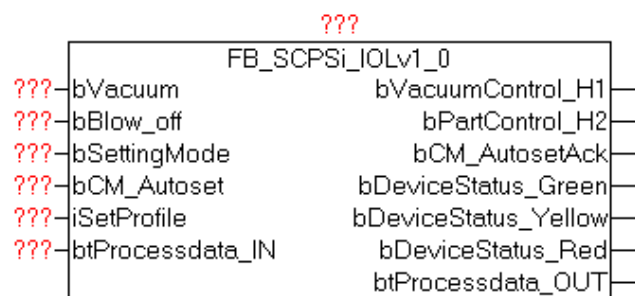 ???
FB_SCPSi_IOLv1_0
??? bVacuum bVacuumControl_H1
??? bBlow_off bPartControl_H2
??? bSettingMode bCM_AutosetAck
??? bCM_Autoset bDeviceStatus_Green
??? iSetProfile bDeviceStatus_Yellow
??? btProcessdata_IN bDeviceStatus_Red
btProcessdata_OUT